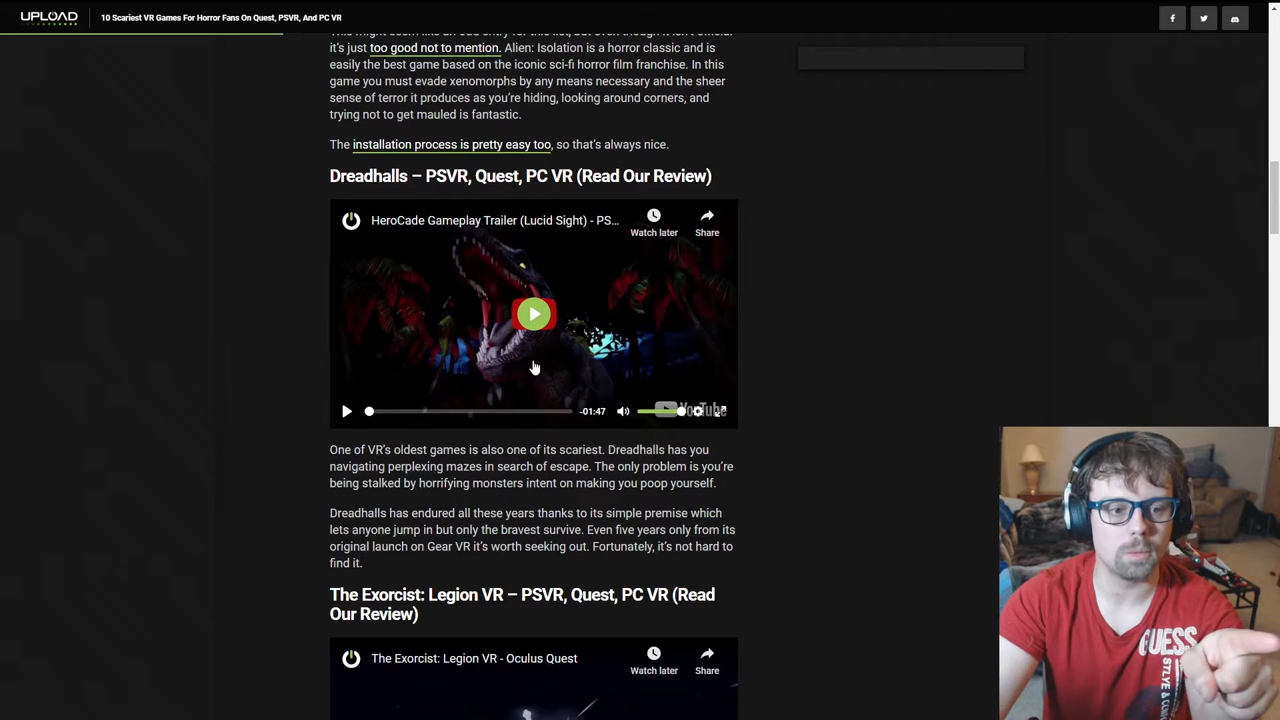 UPLOAD
10 Scariest VR Games For Horror Fans On Quest, PSVR, And PC VR
it's just too good not to mention. Alien: Isolation is a horror classic and is
easily the best game based on the iconic sci-fi horror film franchise. In this
game you must evade xenomorphs by any means necessary and the sheer
sense of terror it produces as you're hiding, looking around corners, and
trying not to get mauled is fantastic.
The installation process is pretty easy too, so that's always nice.
Dreadhalls – PSVR, Quest, PC VR (Read Our Review)
HeroCade Gameplay Trailer (Lucid Sight) - PS...
Watch later
Share
-01:47
YouTube
One of VR's oldest games is also one of its scariest. Dreadhalls has you
navigating perplexing mazes in search of escape. The only problem is you're
being stalked by horrifying monsters intent on making you poop yourself.
Dreadhalls has endured all these years thanks to its simple premise which
lets anyone jump in but only the bravest survive. Even five years only from its
original launch on Gear VR it's worth seeking out. Fortunately, it's not hard to
find it.
The Exorcist: Legion VR – PSVR, Quest, PC VR (Read
Our Review)
The Exorcist: Legion VR - Oculus Quest
Watch later
Share
GUESS